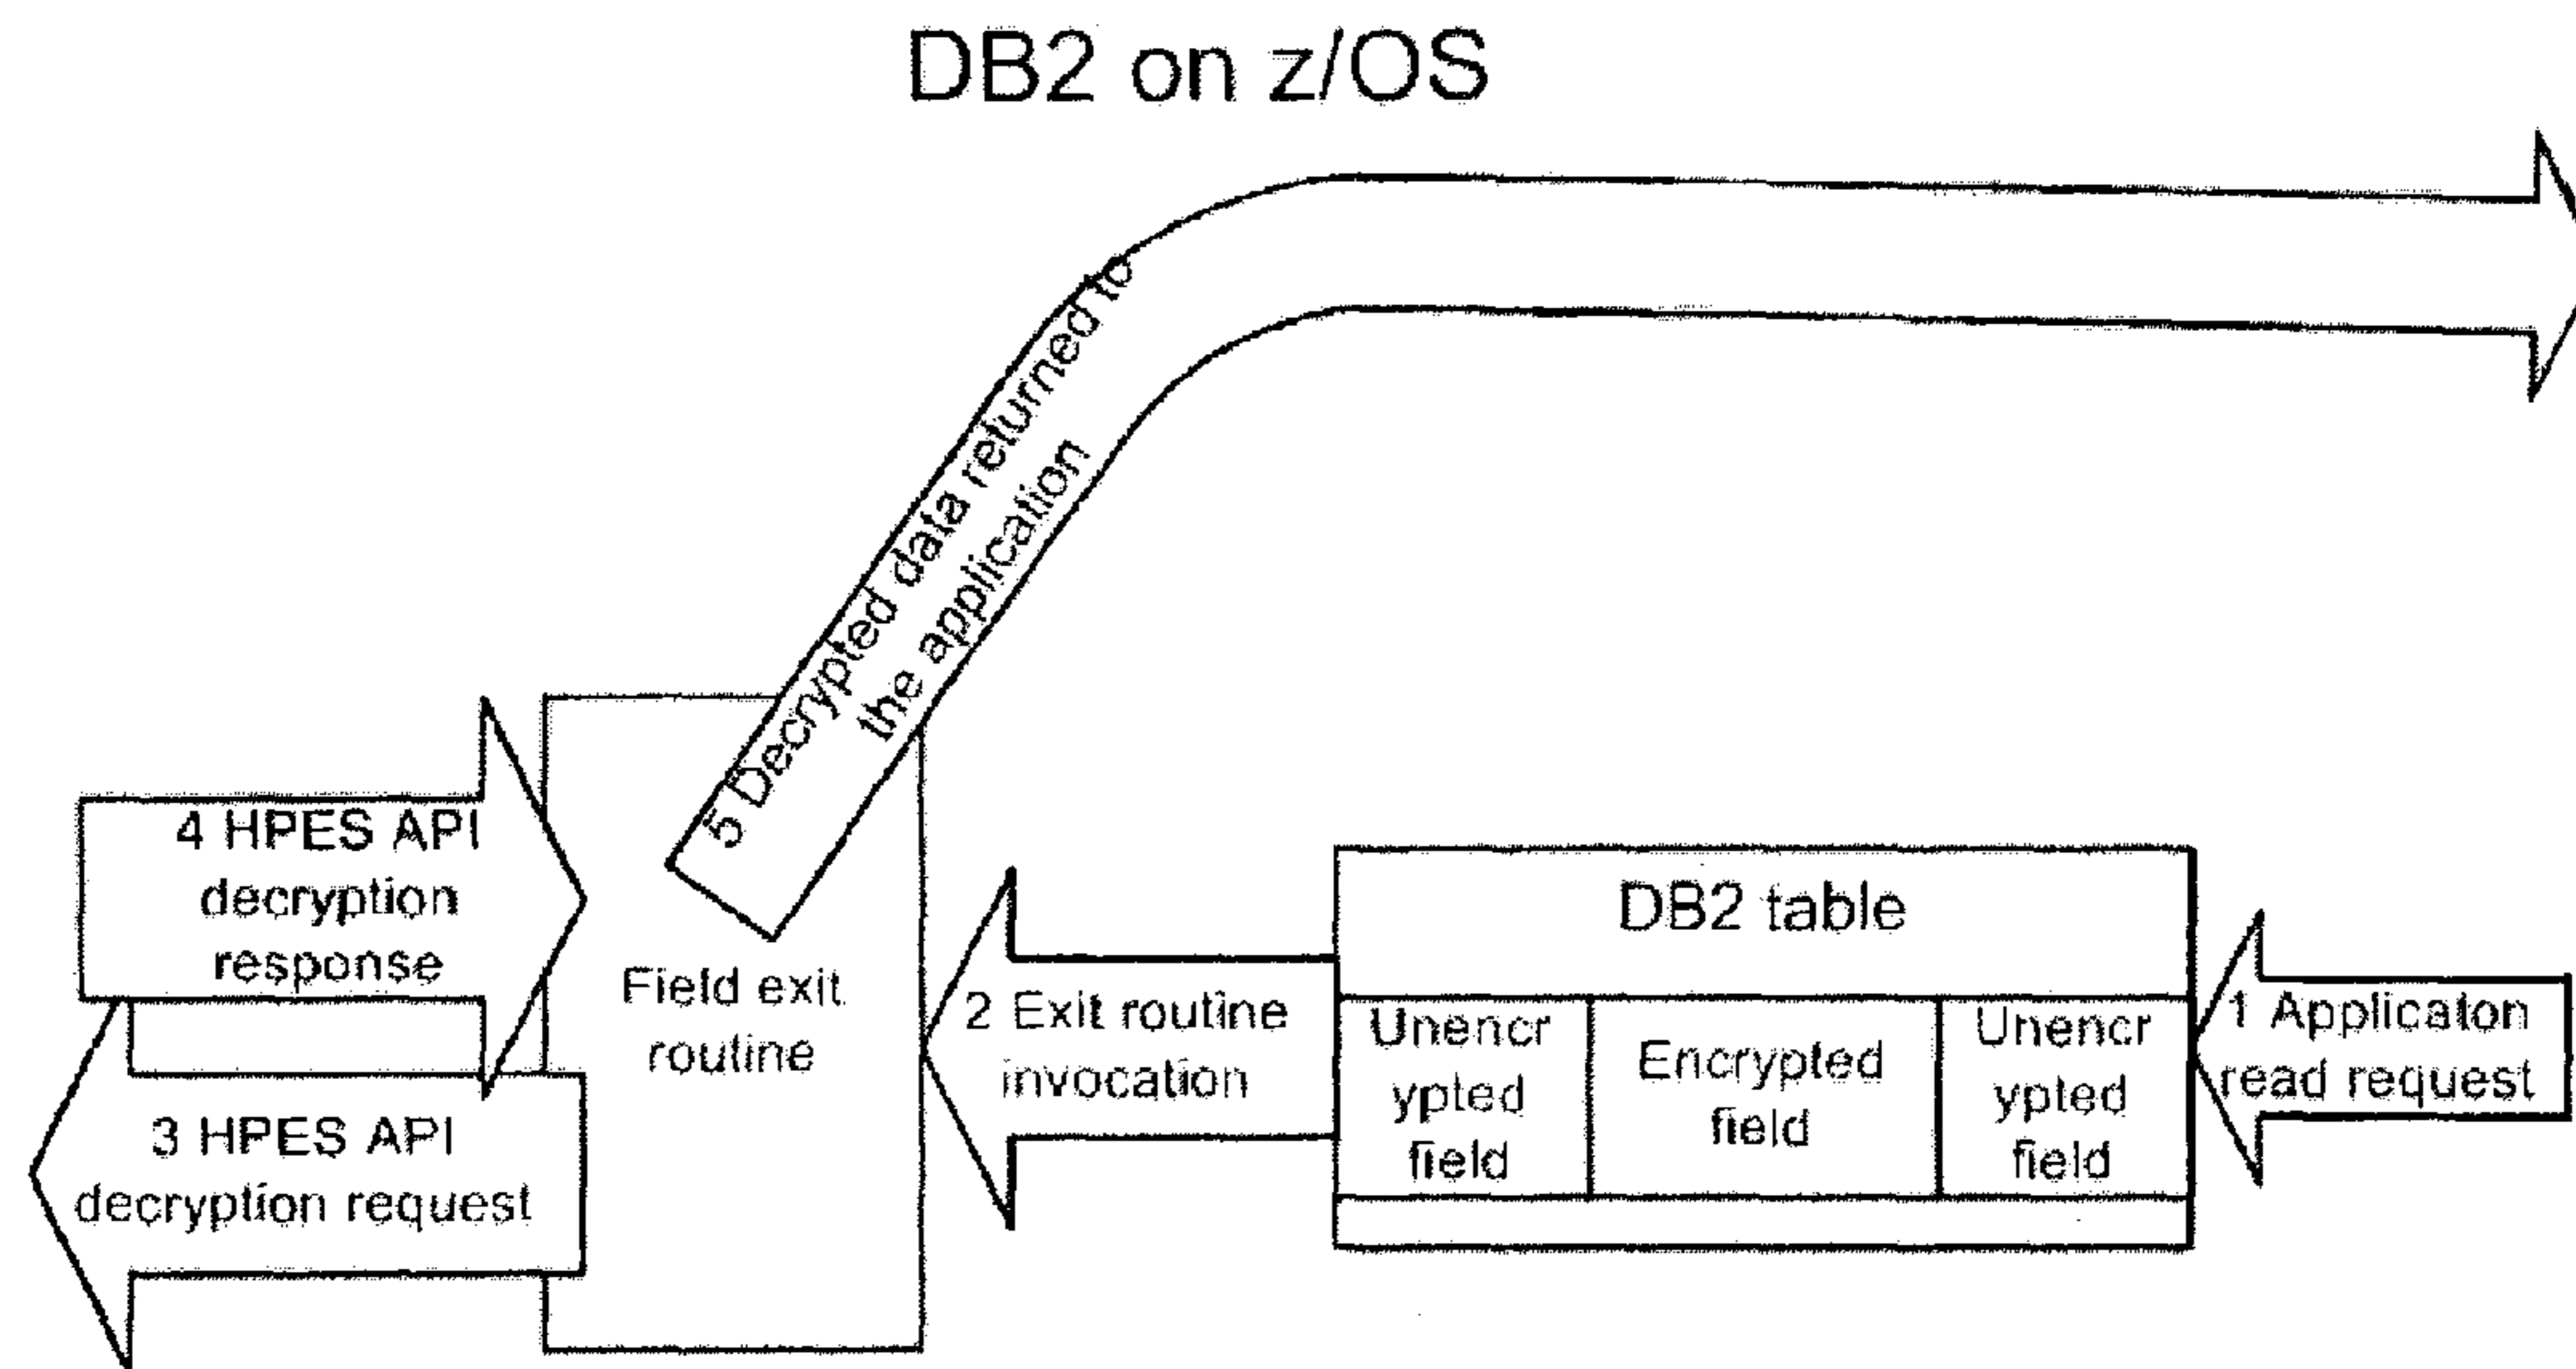 DB2 on z/OS
5 Decrypted data returned to
the application
4 HPES API
decryption
response
Field exit
routine
3 HPES API
decryption request
2 Exit routine
invocation
DB2 table
Unencr
ypted
field
Encrypted
field
Unencr
ypted
field
1 Applicaton
read request